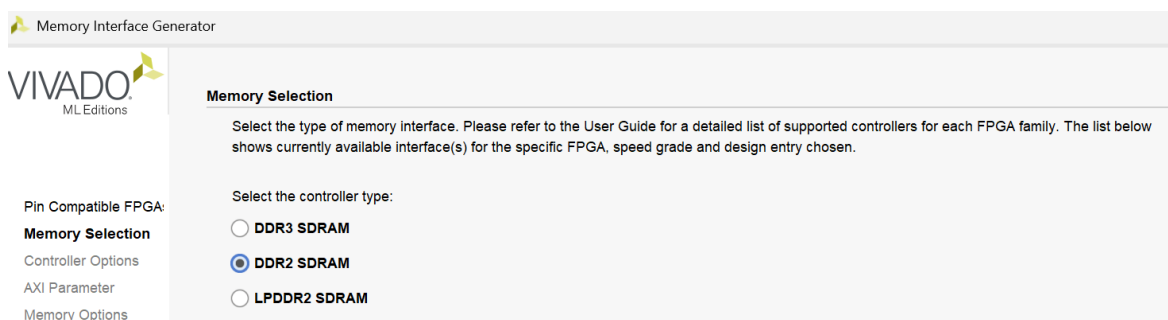 Memory Interface Generator
VIVADO.
ML Editions
Memory Selection
Select the type of memory interface. Please refer to the User Guide for a detailed list of supported controllers for each FPGA family. The list below
shows currently available interface(s) for the specific FPGA, speed grade and design entry chosen.
Select the controller type:
DDR3 SDRAM
DDR2 SDRAM
LPDDR2 SDRAM
Pin Compatible FPGAs
Memory Selection
Controller Options
AXI Parameter
Memory Options